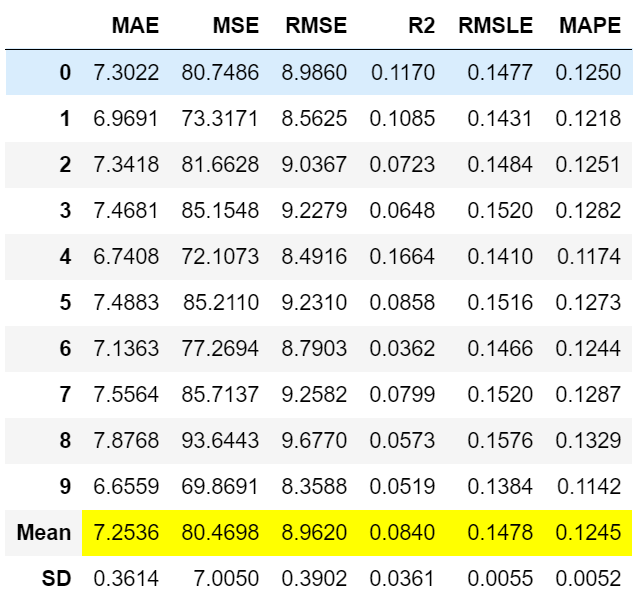 MAE MSE RMSE R2 RMSLE MAPE
0 7.3022 80.7486 8.9860 0.1170 0.1477 0.1250
1 6.9691 73.3171 8.5625 0.1085 0.1431 0.1218
2 7.3418 81.6628 9.0367 0.0723 0.1484 0.1251
3 7.4681 85.1548 9.2279 0.0648 0.1520 0.1282
4 6.7408 72.1073 8.4916 0.1664 0.1410 0.1174
5 7.4883 85.2110 9.2310 0.0858 0.1516 0.1273
6 7.1363 77.2694 8.7903 0.0362 0.1466 0.1244
7 7.5564 85.7137 9.2582 0.0799 0.1520 0.1287
8 7.8768 93.6443 9.6770 0.0573 0.1576 0.1329
9 6.6559 69.8691 8.3588 0.0519 0.1384 0.1142
Mean 7.2536 80.4698 8.9620 0.0840 0.1478 0.1245
SD 0.3614 7.0050 0.3902 0.0361 0.0055 0.0052